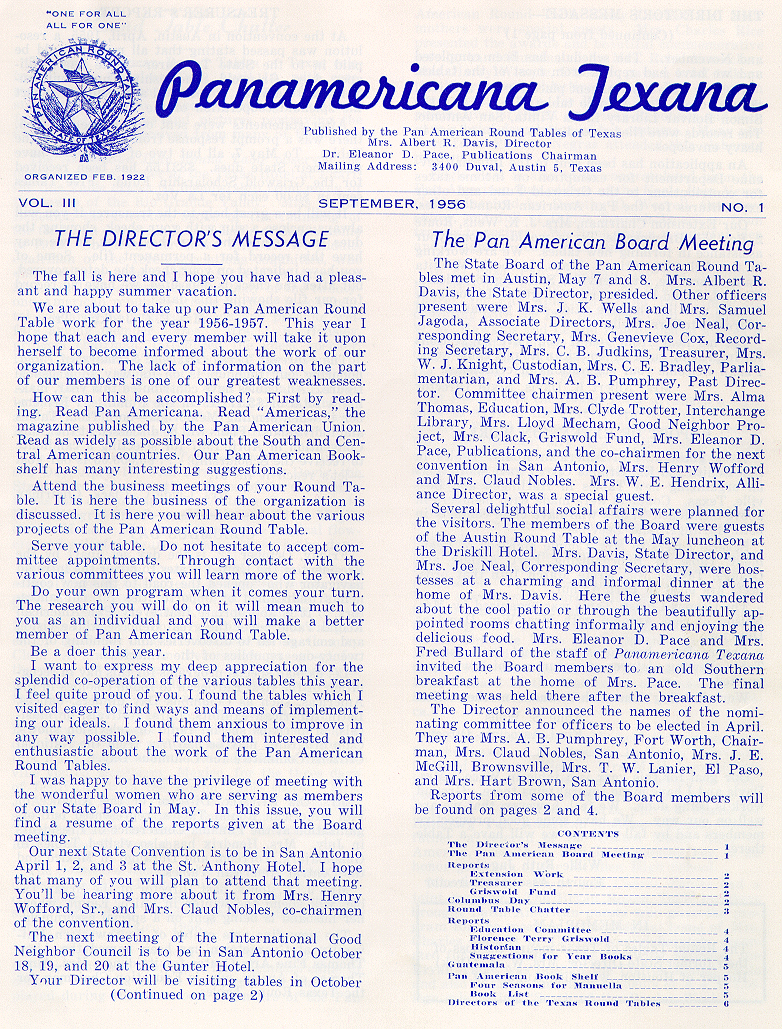 "ONE FOR ALL
ALL FOR ONE"
PAN AMERICAN ROUND TABLE
STATE OF TEXAS
ORGANIZED FEB. 1922
Panamericana Texana
Published by the Pan American Round Tables of Texas
Mrs. Albert R. Davis, Director
Dr. Eleanor D. Pace, Publications Chairman
Mailing Address: 3400 Duval, Austin 5, Texas
VOL. III SEPTEMBER, 1956 NO. 1
THE DIRECTOR'S MESSAGE
The fall is here and I hope you have had a pleas-
ant and happy summer vacation.
We are about to take up our Pan American Round
Table work for the year 1956-1957. This year I
hope that each and every member will take it upon
herself to become informed about the work of our
organization. The lack of information on the part
of our members is one of our greatest weaknesses.
How can this be accomplished? First by read-
ing. Read Pan Americana. Read "Americas," the
magazine published by the Pan American Union.
Read as widely as possible about the South and Cen-
tral American countries. Our Pan American Book-
shelf has many interesting suggestions.
Attend the business meetings of your Round Ta-
ble. It is here the business of the organization is
discussed. It is here you will hear about the various
projects of the Pan American Round Table.
Serve your table. Do not hesitate to accept com-
mittee appointments. Through contact with the
various committees you will learn more of the work.
Do your own program when it comes your turn.
The research you will do on it will mean much to
you as an individual and you will make a better
member of Pan American Round Table.
Be a doer this year.
I want to express my deep appreciation for the
splendid co-operation of the various tables this year.
I feel quite proud of you. I found the tables which I
visited eager to find ways and means of implement-
ing our ideals. I found them anxious to improve in
any way possible. I found them interested and
enthusiastic about the work of the Pan American
Round Tables.
I was happy to have the privilege of meeting with
the wonderful women who are serving as members
of our State Board in May. In this issue, you will
find a resume of the reports given at the Board
meeting.
Our next State Convention is to be in San Antonio
April 1, 2, and 3 at the St. Anthony Hotel. I hope
that many of you will plan to attend that meeting.
You'll be hearing more about it from Mrs. Henry
Wofford, Sr., and Mrs. Claud Nobles, co-chairmen
of the convention.
The next meeting of the International Good
Neighbor Council is to be in San Antonio October
18, 19, and 20 at the Gunter Hotel.
Your Director will be visiting tables in October
(Continued on page 2)
The Pan American Board Meeting
The State Board of the Pan American Round Ta-
bles met in Austin, May 7 and 8. Mrs. Albert R.
Davis, the State Director, presided. Other officers
present were Mrs. J. K. Wells and Mrs. Samuel
Jagoda, Associate Directors, Mrs. Joe Neal, Cor-
responding Secretary, Mrs. Genevieve Cox, Record-
ing Secretary, Mrs. C. B. Judkins, Treasurer, Mrs.
W. J. Knight, Custodian, Mrs. C. E. Bradley, Parlia-
mentarian, and Mrs. A. B. Pumphrey, Past Direc-
tor. Committee chairmen present were Mrs. Alma
Thomas, Education, Mrs. Clyde Trotter, Interchange
Library, Mrs. Lloyd Mecham, Good Neighbor Pro-
ject, Mrs. Clack, Griswold Fund, Mrs. Eleanor D.
Pace, Publications, and the co-chairmen for the next
convention in San Antonio, Mrs. Henry Wofford
and Mrs. Claud Nobles. Mrs. W. E. Hendrix, Alli-
ance Director, was a special guest.
Several delightful social affairs were planned for
the visitors. The members of the Board were guests
of the Austin Round Table at the May luncheon at
the Driskill Hotel. Mrs. Davis, State Director, and
Mrs. Joe Neal, Corresponding Secretary, were hos-
tesses at a charming and informal dinner at the
home of Mrs. Davis. Here the guests wandered
about the cool patio or through the beautifully ap-
pointed rooms chatting informally and enjoying the
delicious food. Mrs. Eleanor D. Pace and Mrs.
Fred Bullard of the staff of Panamericana Texana
invited the Board members to an old Southern
breakfast at the home of Mrs. Pace. The final
meeting was held there after the breakfast.
The Director announced the names of the nomi-
nating committee for officers to be elected in April.
They are Mrs. A. B. Pumphrey, Fort Worth, Chair-
man, Mrs. Claud Nobles, San Antonio, Mrs. J. E.
McGill, Brownsville, Mrs. T. W. Lanier, El Paso,
and Mrs. Hart Brown, San Antonio.
Reports from some of the Board members will
be found on pages 2 and 4.
CONTENTS
The Director's Message 1
The Pan American Board Meeting 1
Reports
Extension Work 2
Treasurer 2
Griswold Fund 2
Columbus Day 2
Round Table Chatter 3
Reports
Education Committee 4
Florence Terry Griswold 4
Historian 4
Suggestions for Year Books 4
Guatemala 5
Pan American Book Shelf 5
Four Seasons for Manuella 5
Book List 5
Directors of the Texas Round Tables 6